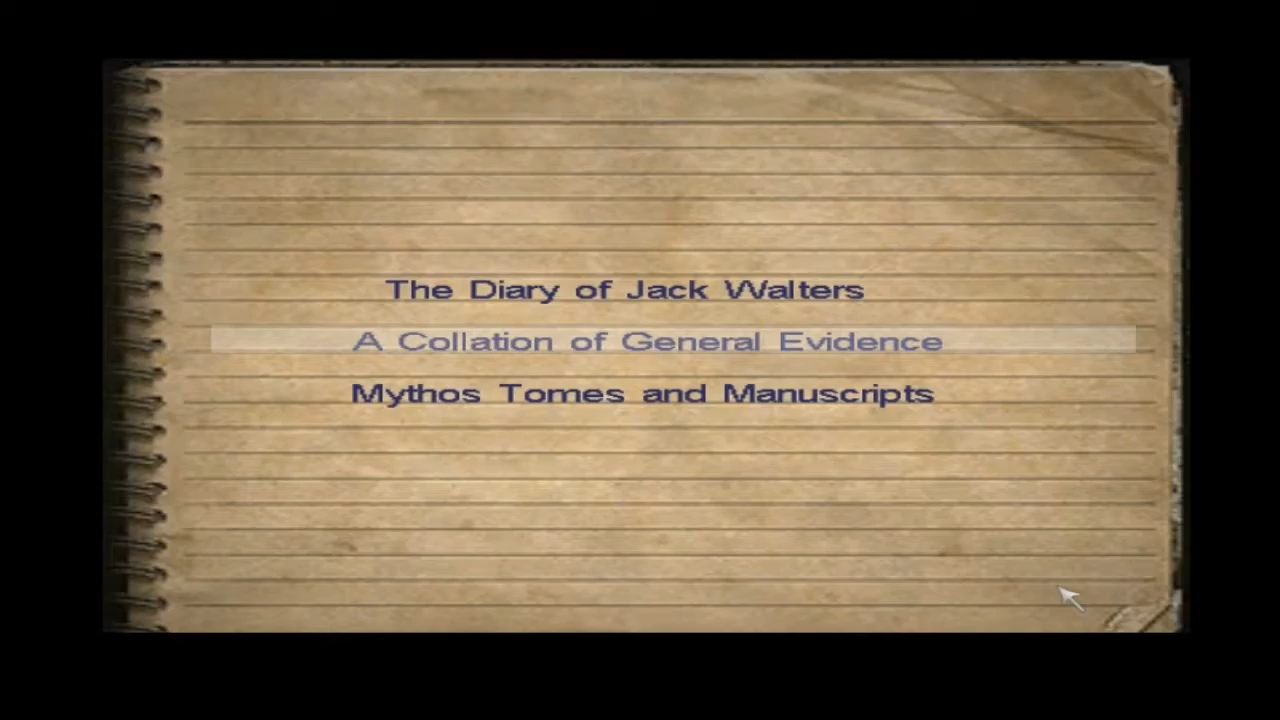 The Diary of Jack Walters
A Collation of General Evidence
Mythos Tomes and Manuscripts